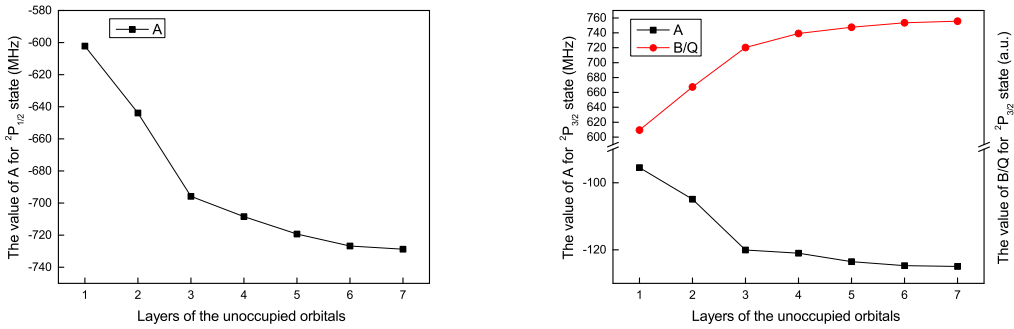 -580
-600
-620
-640
-660
-680
-700
-720
-740
The value of A for ²P₁/₂ state (MHz)
A
1 2 3 4 5 6 7
Layers of the unoccupied orbitals
760
740
720
700
680
660
640
620
600
-100
-120
The value of A for ²P₃/₂ state (MHz)
A
B/Q
The value of B/Q for ²P₃/₂ state (a.u.)
1 2 3 4 5 6 7
Layers of the unoccupied orbitals